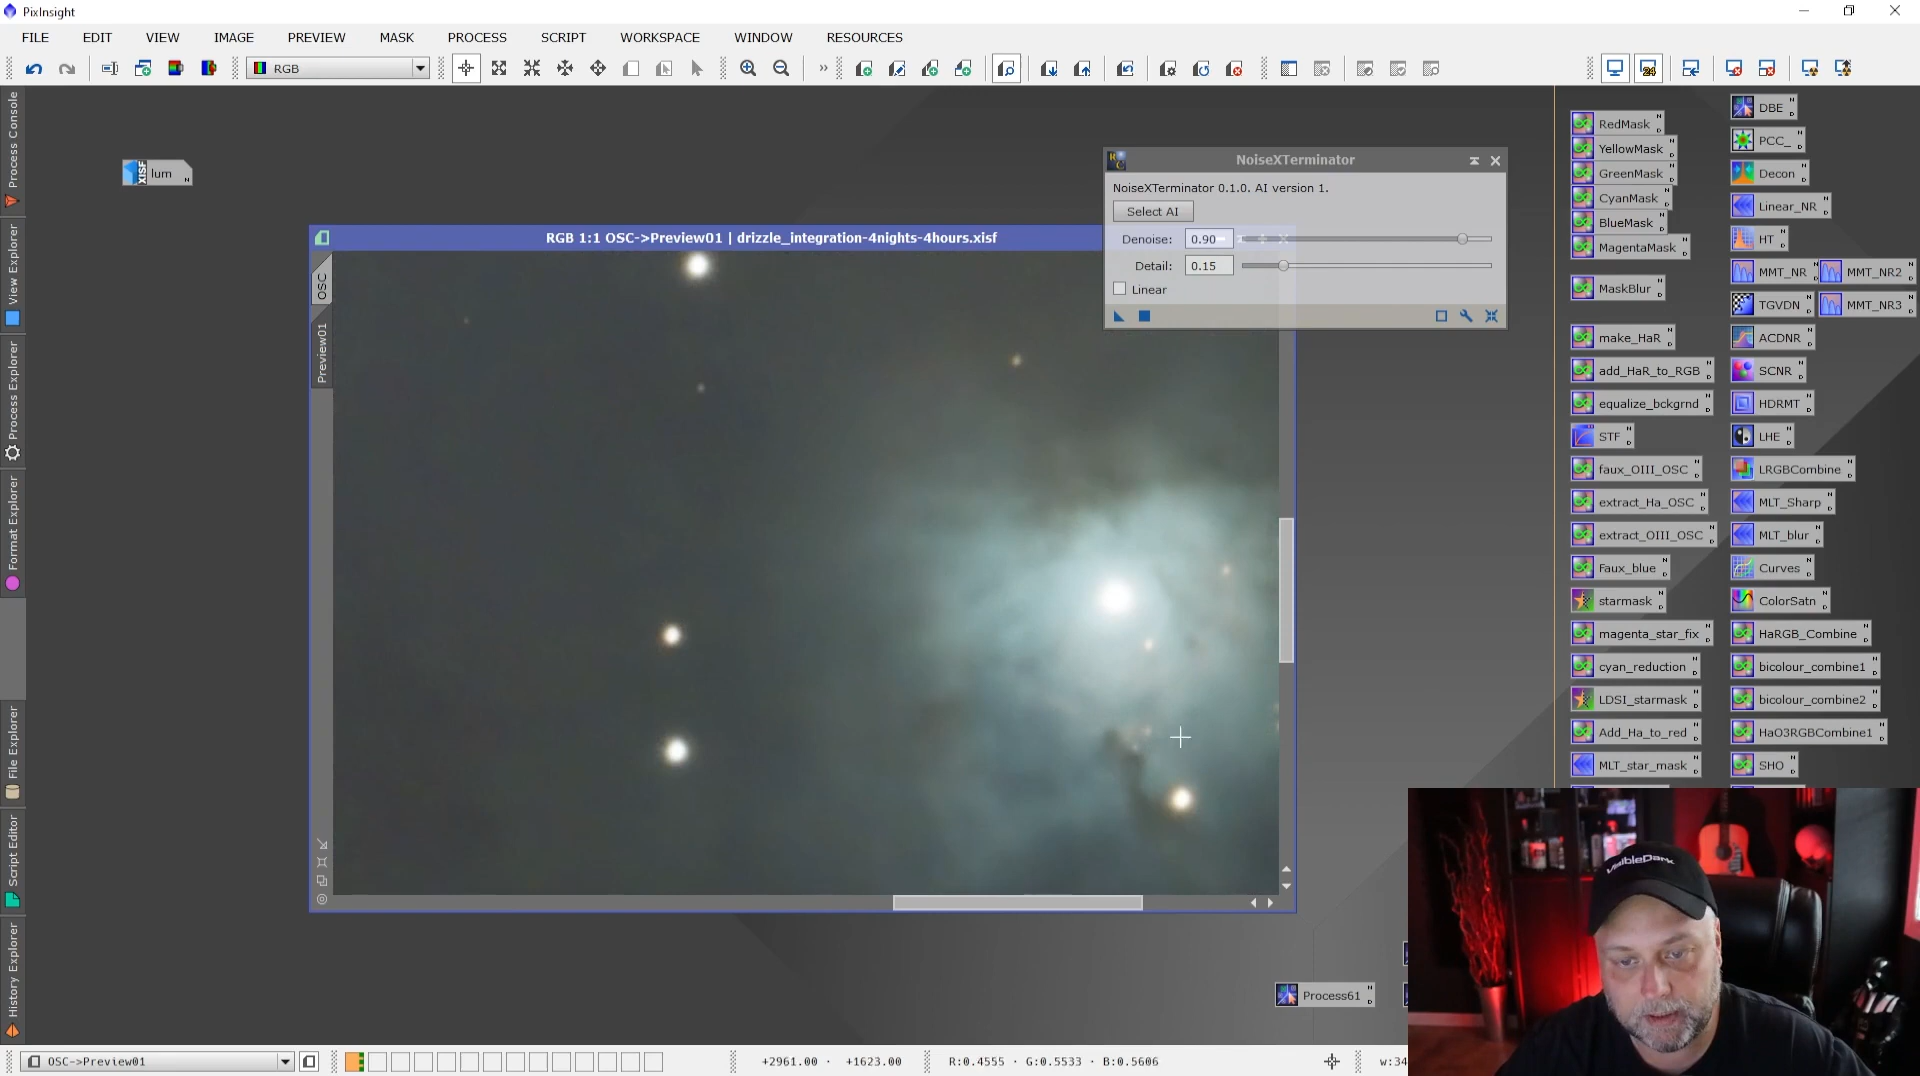 PixInsight
FILE EDIT VIEW IMAGE PREVIEW MASK PROCESS SCRIPT WORKSPACE WINDOW RESOURCES
RGB
24
Process Console
View Explorer
Process Explorer
Format Explorer
File Explorer
Script Editor
History Explorer
XISF lum
RGB 1:1 OSC->Preview01 | drizzle_integration-4nights-4hours.xisf
OSC
Preview01
NoiseXTerminator
NoiseXTerminator 0.1.0. AI version 1.
Select AI
Denoise: 0.90
Detail: 0.15
Linear
RedMask
YellowMask
GreenMask
CyanMask
BlueMask
MagentaMask
MaskBlur
make_HaR
add_HaR_to_RGB
equalize_bckgrnd
STF
faux_OIII_OSC
extract_Ha_OSC
extract_OIII_OSC
Faux_blue
starmask
magenta_star_fix
cyan_reduction
LDSI_starmask
Add_Ha_to_red
MLT_star_mask
DBE
PCC_
Decon
Linear_NR
HT
MMT_NR MMT_NR2
TGVDN MMT_NR3
ACDNR
SCNR
HDRMT
LHE
LRGBCombine
MLT_Sharp
MLT_blur
Curves
ColorSatn
HaRGB_Combine
bicolour_combine1
bicolour_combine2
HaO3RGBCombine1
SHO
Process61
VisibleDark
OSC->Preview01
+2961.00 · +1623.00
R:0.4555 · G:0.5533 · B:0.5606
w:34